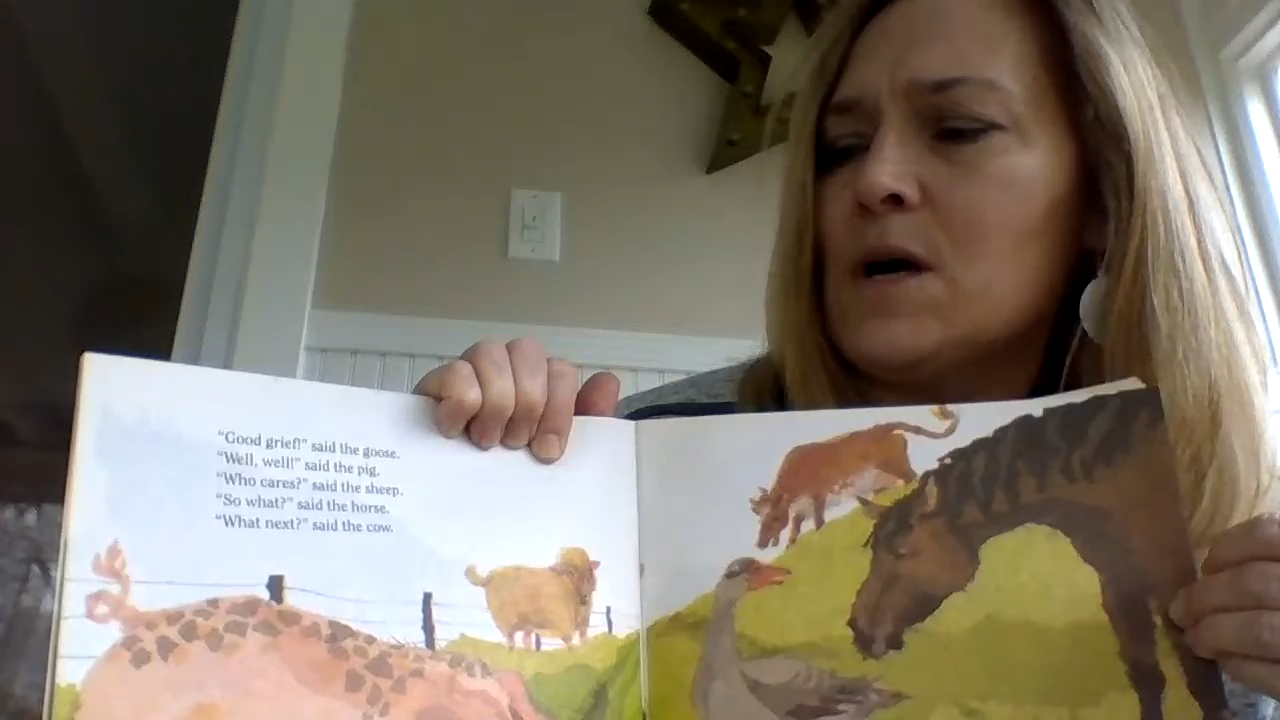 “Good grief!” said the goose.
“Well, well!” said the pig.
“Who cares?” said the sheep.
“So what?” said the horse.
“What next?” said the cow.